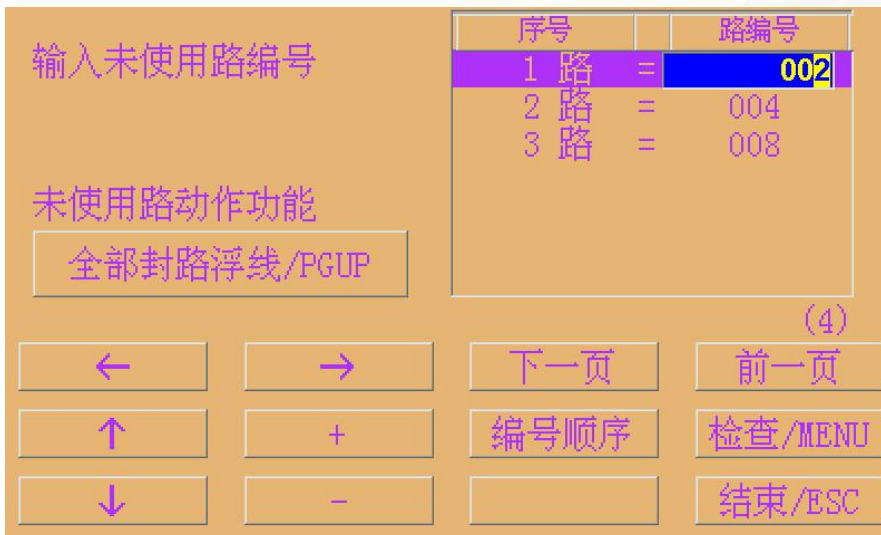 序号 路编号
输入未使用路编号
1 路 = 002
2 路 = 004
3 路 = 008
未使用路动作功能
全部封路浮线/PGUP
(4)
← → 下一页 前一页
↑ + 编号顺序 检查/MENU
↓ - 结束/ESC